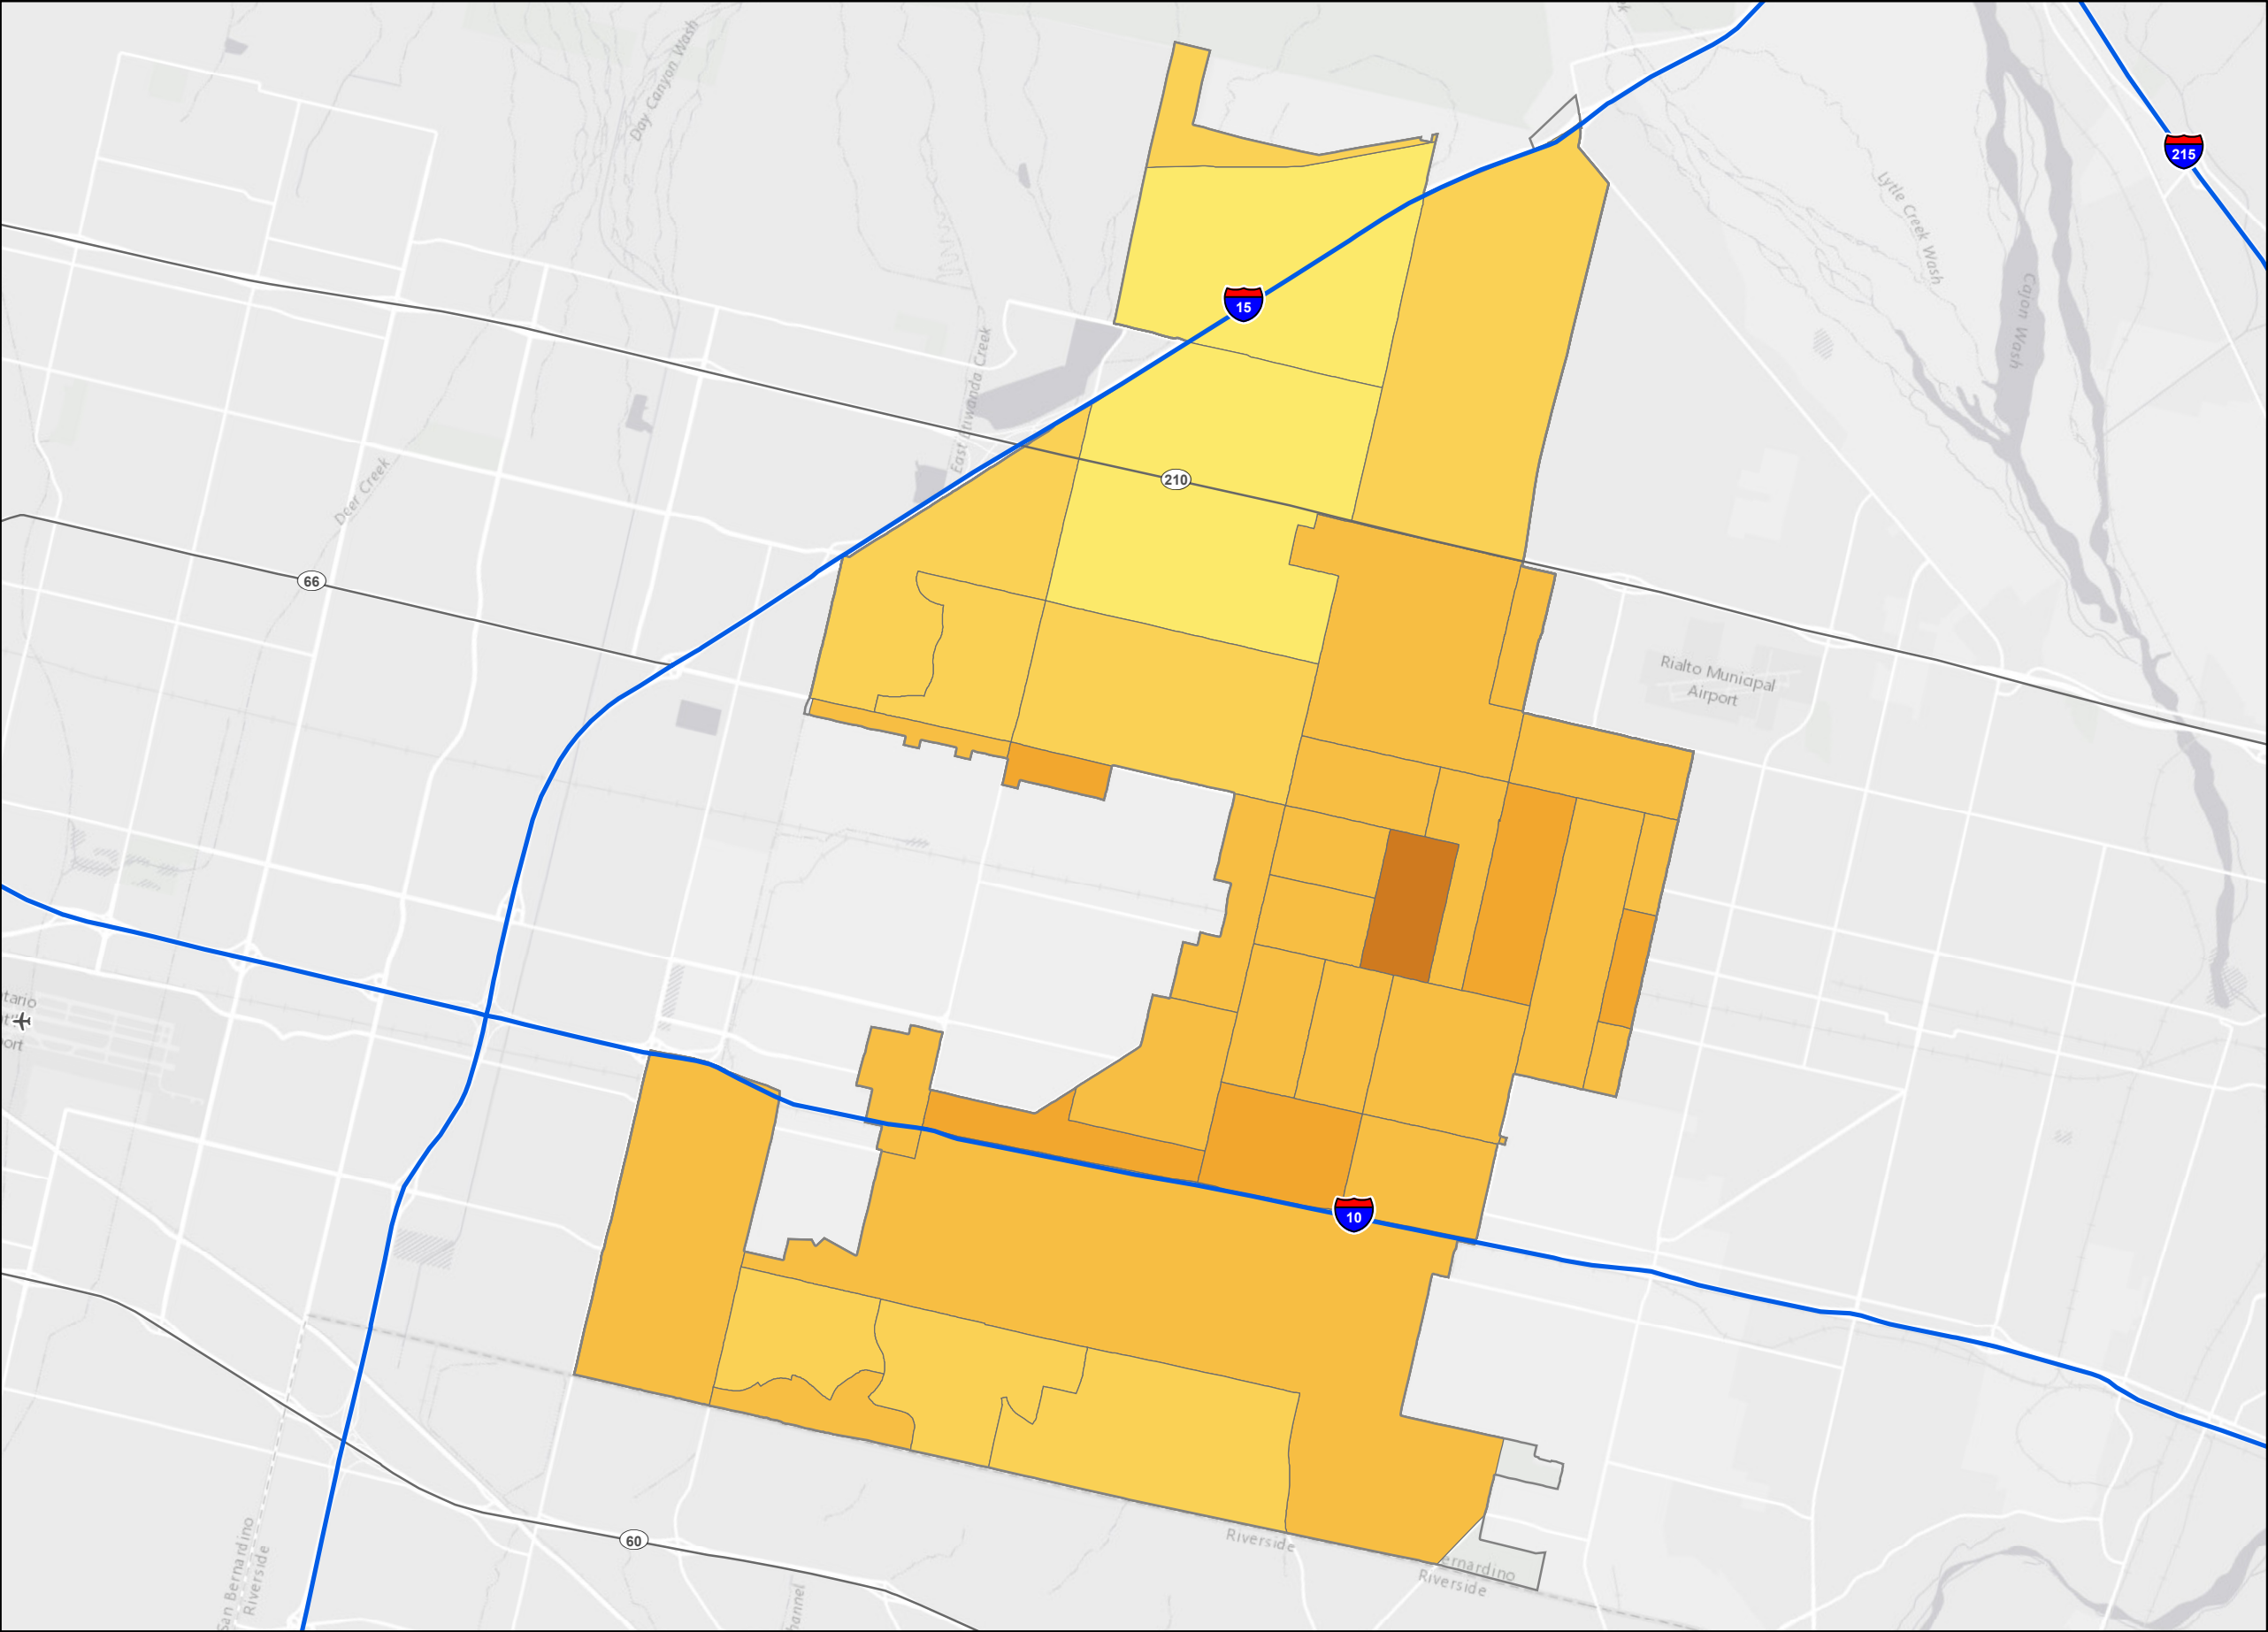 Day Canyon Wash
215
Lytle Creek Wash
Cajon Wash
15
East Etiwanda Creek
210
Deer Creek
66
Rialto Municipal
Airport
10
60
Riverside
Riverside
San Bernardino
Riverside